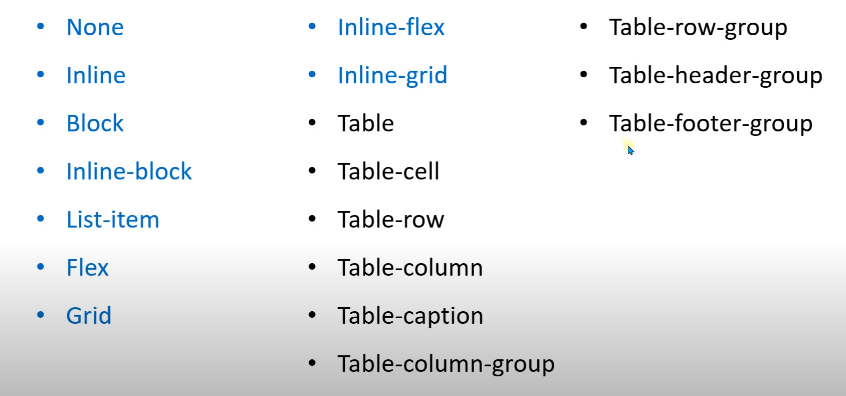 • None
• Inline
• Block
• Inline-block
• List-item
• Flex
• Grid
• Inline-flex
• Inline-grid
• Table
• Table-cell
• Table-row
• Table-column
• Table-caption
• Table-column-group
• Table-row-group
• Table-header-group
• Table-footer-group